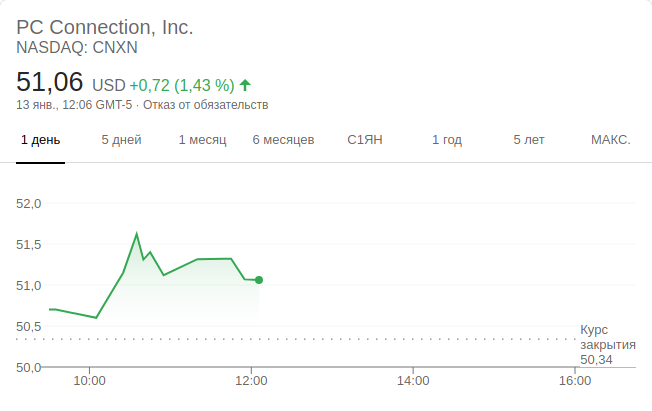 PC Connection, Inc.
NASDAQ: CNXN
51,06 USD +0,72 (1,43 %)
13 янв., 12:06 GMT-5 · Отказ от обязательств
1 день 5 дней 1 месяц 6 месяцев С1ЯН 1 год 5 лет МАКС.
52,0
51,5
51,0
50,5
Курс
закрытия
50,34
50,0
10:00 12:00 14:00 16:00